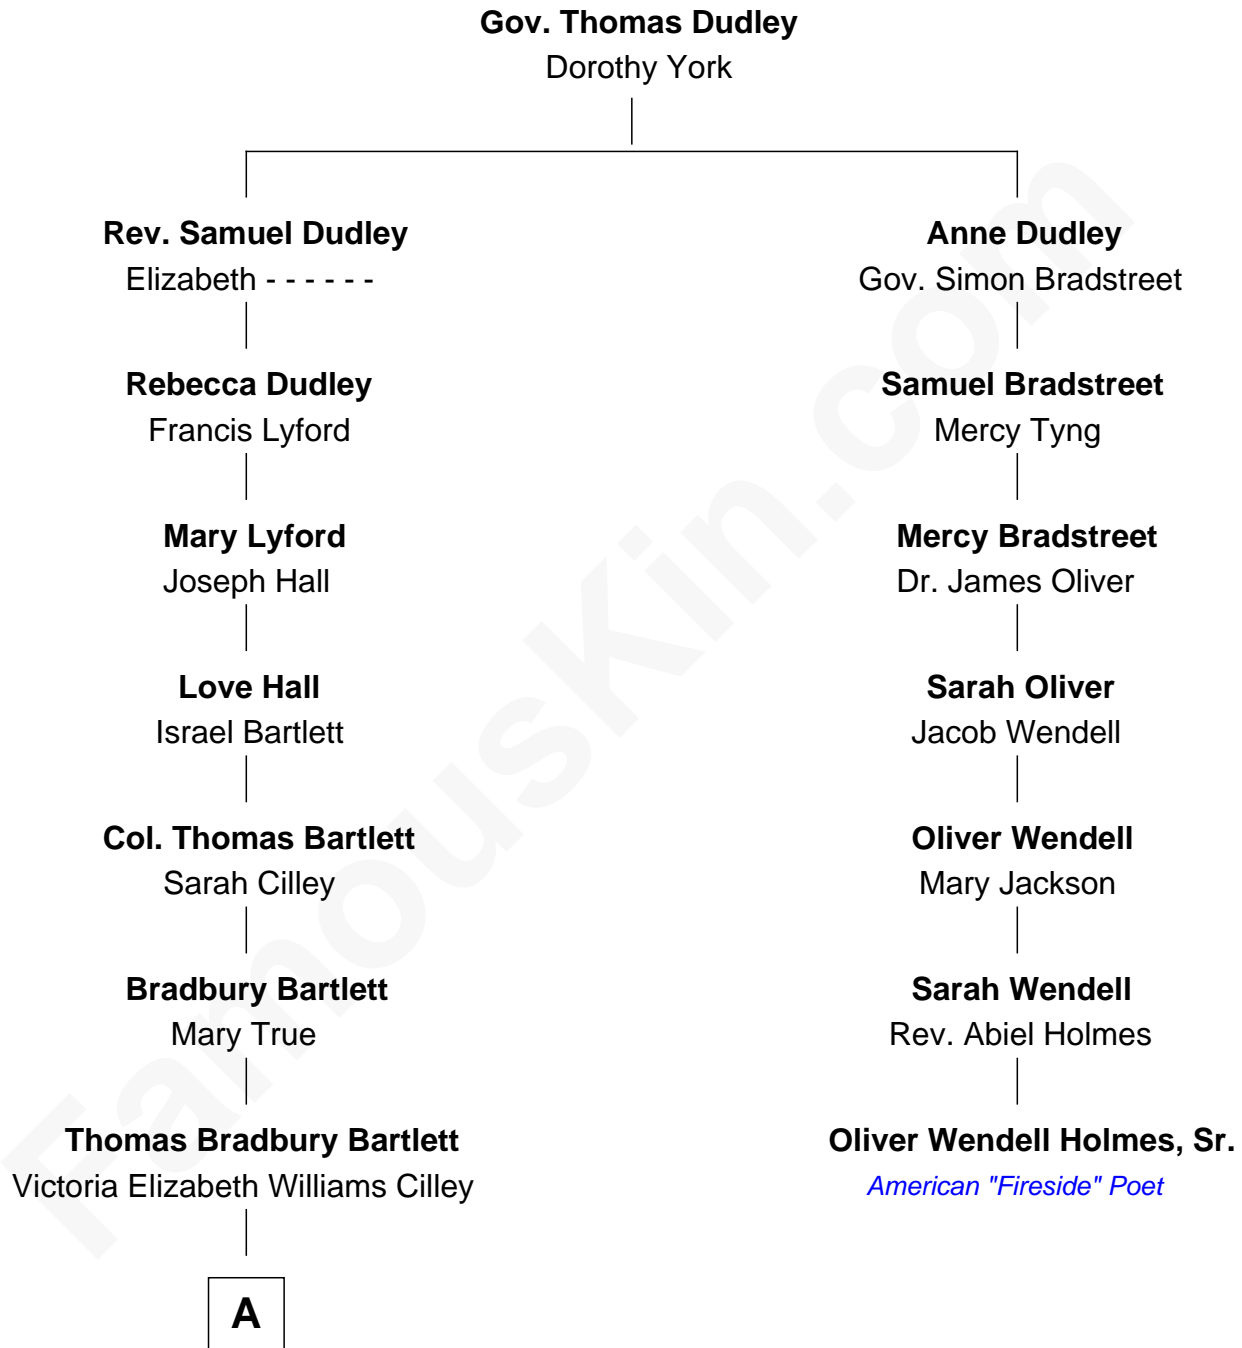 Gov. Thomas Dudley
Dorothy York
Rev. Samuel Dudley
Elizabeth - - - - - -
Anne Dudley
Gov. Simon Bradstreet
Rebecca Dudley
Francis Lyford
Samuel Bradstreet
Mercy Tyng
Mary Lyford
Joseph Hall
Mercy Bradstreet
Dr. James Oliver
Love Hall
Israel Bartlett
Sarah Oliver
Jacob Wendell
Col. Thomas Bartlett
Sarah Cilley
Oliver Wendell
Mary Jackson
Bradbury Bartlett
Mary True
Sarah Wendell
Rev. Abiel Holmes
Thomas Bradbury Bartlett
Victoria Elizabeth Williams Cilley
Oliver Wendell Holmes, Sr.
American "Fireside" Poet
A
FamousKin.com